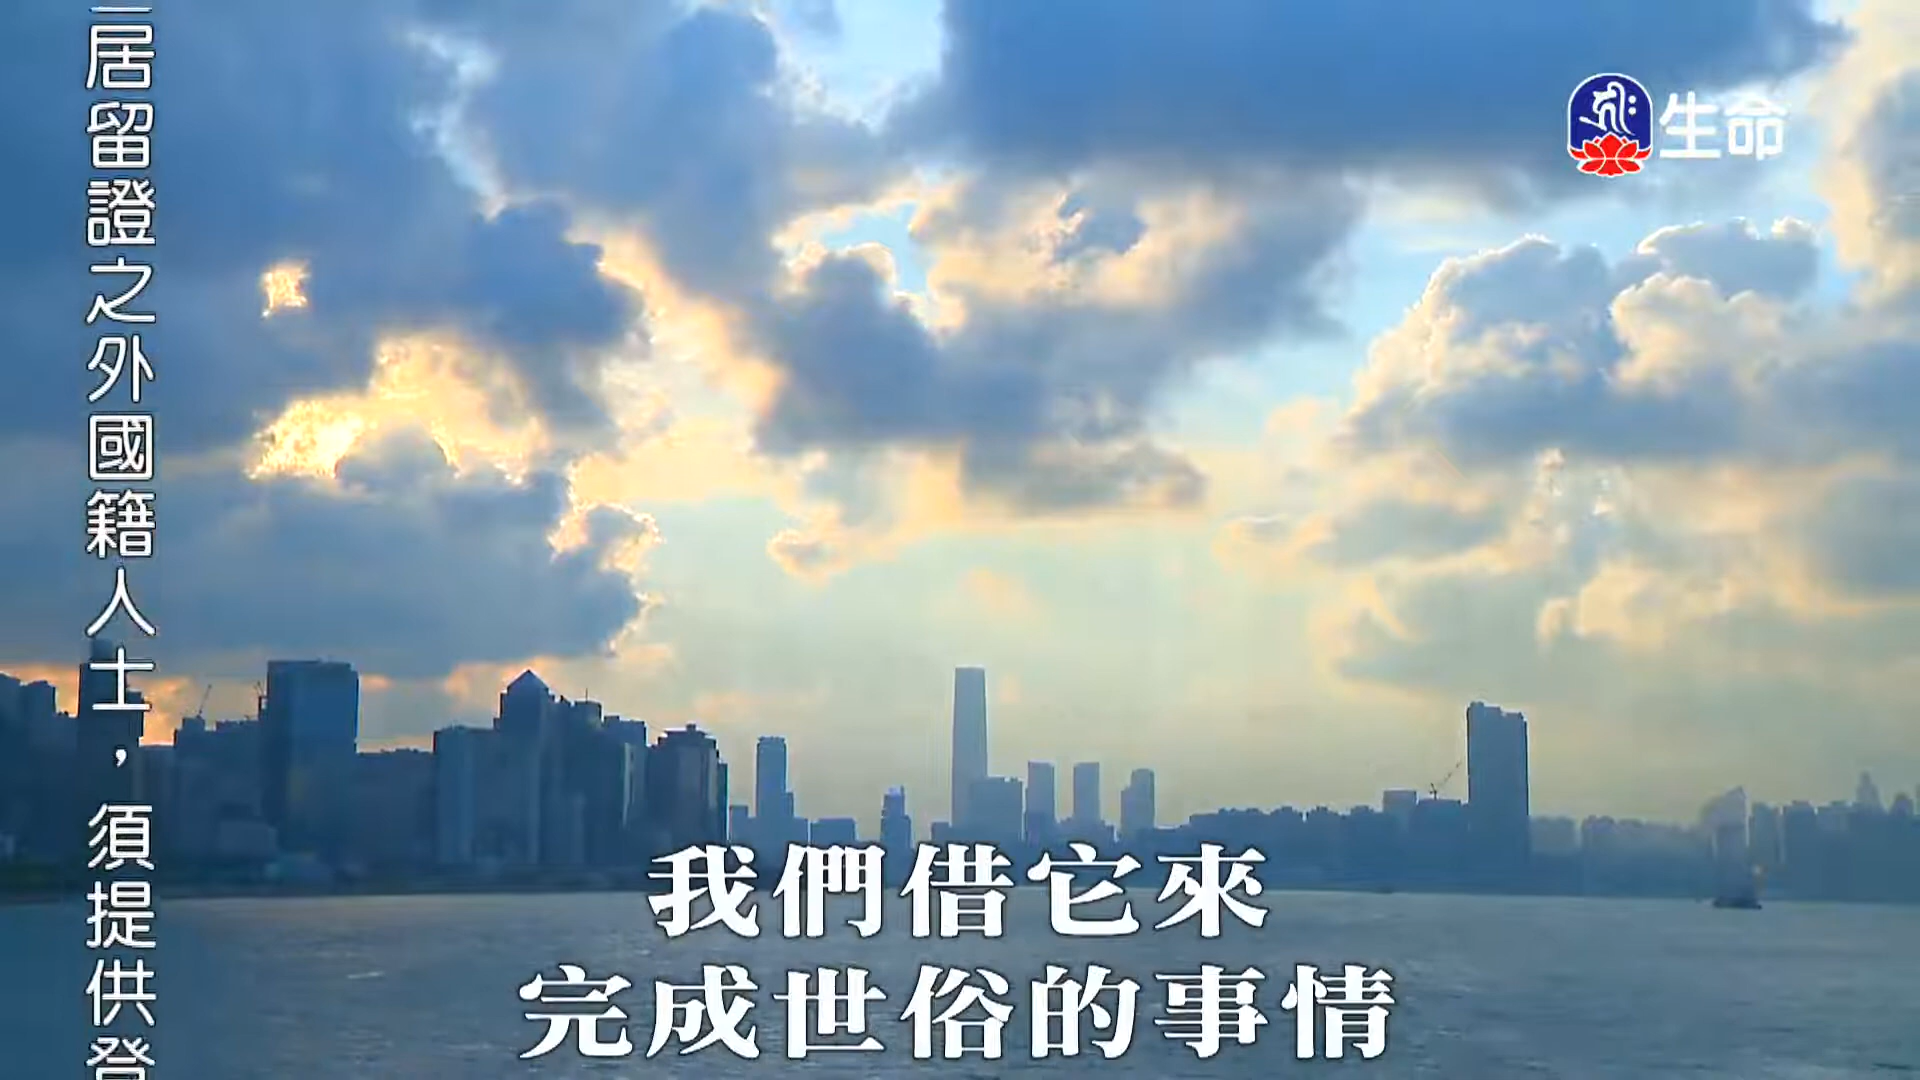 居留證之外國籍人士，須提供登
生命
我們借它來
完成世俗的事情